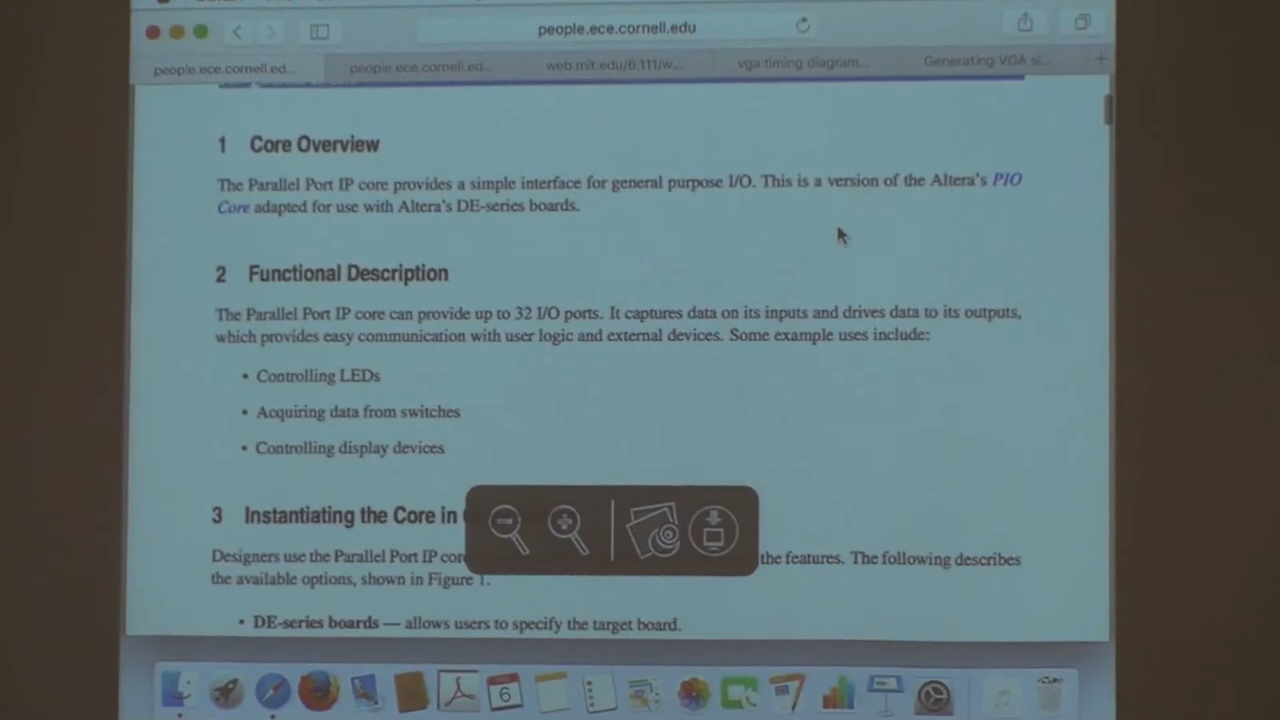 people.ece.cornell.edu
people.ece.cornell.ed...
people.ece.cornell.ed...
web.mit.edu/6.111/w...
vga timing diagram...
Generating VGA si...
1 Core Overview
The Parallel Port IP core provides a simple interface for general purpose I/O. This is a version of the Altera's PIO
Core adapted for use with Altera's DE-series boards.
2 Functional Description
The Parallel Port IP core can provide up to 32 I/O ports. It captures data on its inputs and drives data to its outputs,
which provides easy communication with user logic and external devices. Some example uses include:
• Controlling LEDs
• Acquiring data from switches
• Controlling display devices
3 Instantiating the Core in
Designers use the Parallel Port IP cor the features. The following describes
the available options, shown in Figure 1.
• DE-series boards — allows users to specify the target board.
6